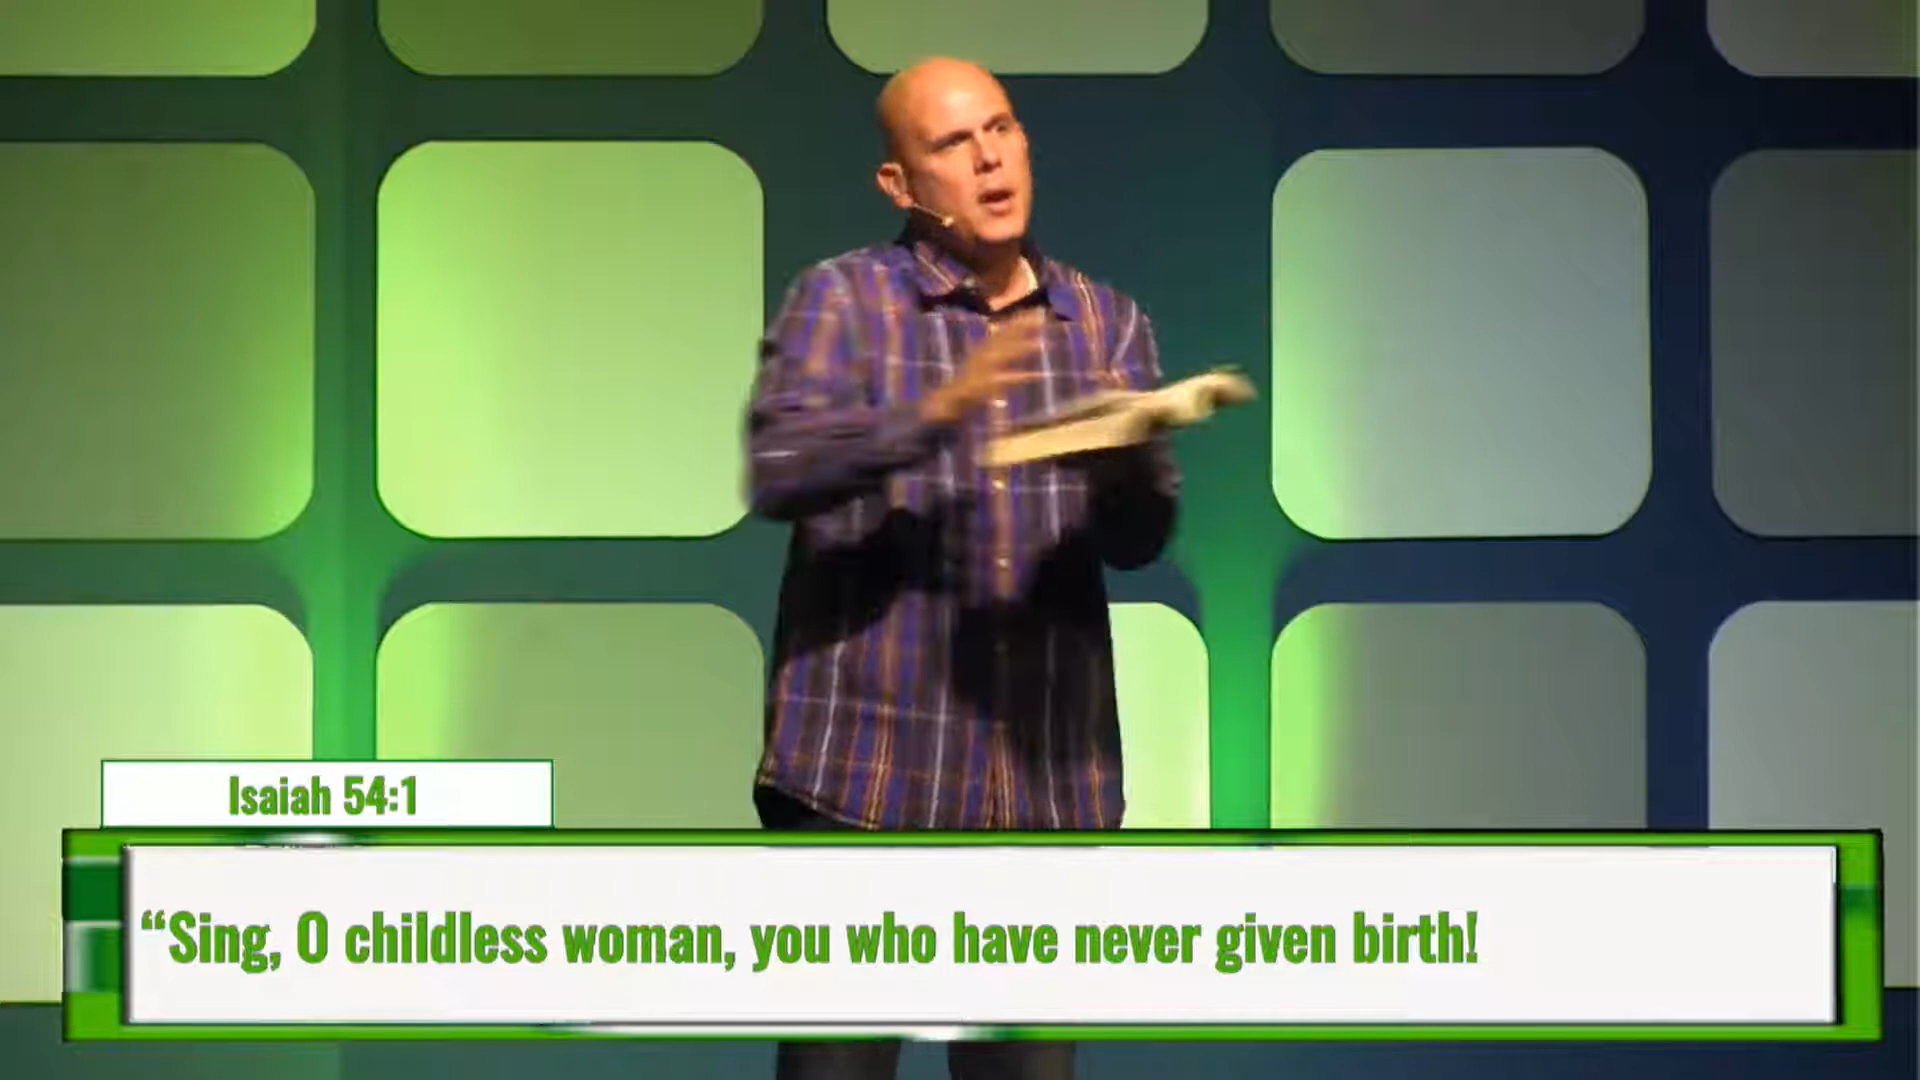 Isaiah 54:1
“Sing, O childless woman, you who have never given birth!